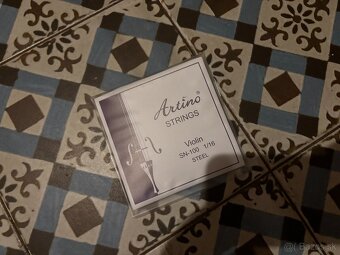 Artino®
STRINGS
Violin
SN-100 1/16
STEEL